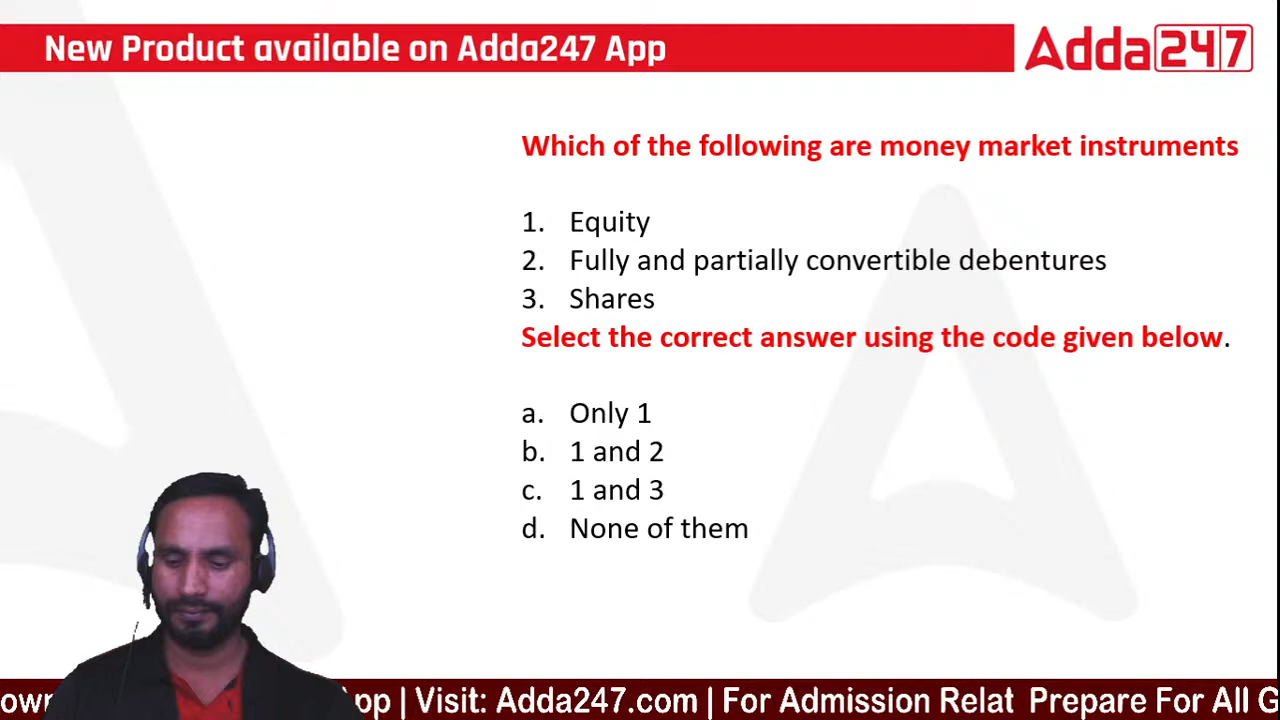 New Product available on Adda247 App
Adda247
Which of the following are money market instruments
1. Equity
2. Fully and partially convertible debentures
3. Shares
Select the correct answer using the code given below.
a. Only 1
b. 1 and 2
c. 1 and 3
d. None of them
App | Visit: Adda247.com | For Admission Relat Prepare For All G